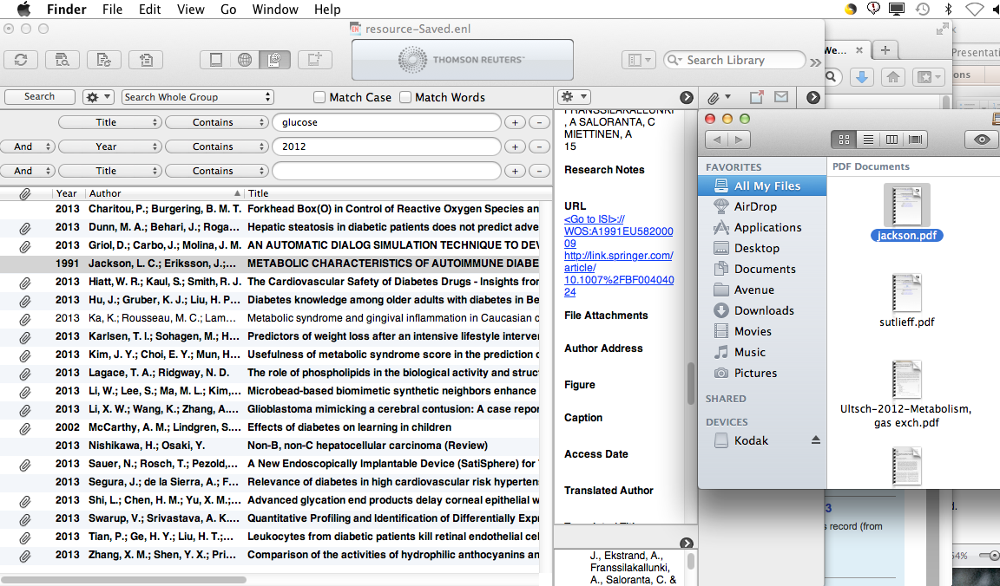 Finder File Edit View Go Window Help
resource-Saved.enl
THOMSON REUTERS™
Search Library
Search
Search Whole Group
Match Case
Match Words
Title Contains glucose + -
And Year Contains 2012 + -
And Title Contains + -
Year Author Title
2013 Charitou, P.; Burgering, B. M. T. Forkhead Box(O) in Control of Reactive Oxygen Species an
2013 Dunn, M. A.; Behari, J.; Roga... Hepatic steatosis in diabetic patients does not predict adve
2013 Griol, D.; Carbo, J.; Molina, J. M. AN AUTOMATIC DIALOG SIMULATION TECHNIQUE TO DEV
1991 Jackson, L. C.; Eriksson, J.;... METABOLIC CHARACTERISTICS OF AUTOIMMUNE DIABE
2013 Hiatt, W. R.; Kaul, S.; Smith, R. J. The Cardiovascular Safety of Diabetes Drugs - Insights from
2013 Hu, J.; Gruber, K. J.; Liu, H. P... Diabetes knowledge among older adults with diabetes in Be
2013 Ka, K.; Rousseau, M. C.; Lam... Metabolic syndrome and gingival inflammation in Caucasian c
2013 Karlsen, T. I.; Sohagen, M.; H... Predictors of weight loss after an intensive lifestyle interve
2013 Kim, J. Y.; Choi, E. Y.; Mun, H... Usefulness of metabolic syndrome score in the prediction c
2013 Lagace, T. A.; Ridgway, N. D. The role of phospholipids in the biological activity and struc
2013 Li, W.; Lee, S.; Ma, M. L.; Kim,... Microbead-based biomimetic synthetic neighbors enhance
2013 Li, X. W.; Wang, K.; Zhang, A.... Glioblastoma mimicking a cerebral contusion: A case repor
2002 McCarthy, A. M.; Lindgren, S.... Effects of diabetes on learning in children
2013 Nishikawa, H.; Osaki, Y. Non-B, non-C hepatocellular carcinoma (Review)
2013 Sauer, N.; Rosch, T.; Pezold,... A New Endoscopically Implantable Device (SatiSphere) for
2013 Segura, J.; de la Sierra, A.; F... Relevance of diabetes in high cardiovascular risk hyperten
2013 Shi, L.; Chen, H. M.; Yu, X. M.;... Advanced glycation end products delay corneal epithelial w
2013 Swarup, V.; Srivastava, A. K.... Quantitative Profiling and Identification of Differentially Expr
2013 Tian, P.; Ge, H. Y.; Liu, H. T.;... Leukocytes from diabetic patients kill retinal endothelial cel
2013 Zhang, X. M.; Shen, Y. X.; Pri... Comparison of the activities of hydrophilic anthocyanins an
FRANSSILAKALLUNKI
, A SALORANTA, C
MIETTINEN, A
15
Research Notes
URL
<Go to ISI>://
WOS:A1991EU582000
09
http://link.springer.com/
article/
10.1007%2FBF004040
24
File Attachments
Author Address
Figure
Caption
Access Date
Translated Author
J., Ekstrand, A.,
Franssilakallunki,
A., Saloranta, C. &
We...
Presentati
ons
FAVORITES
All My Files
AirDrop
Applications
Desktop
Documents
Avenue
Downloads
Movies
Music
Pictures
SHARED
DEVICES
Kodak
PDF Documents
jackson.pdf
sutlieff.pdf
Ultsch-2012-Metabolism,
gas exch.pdf
3
s record (from
d.
54%